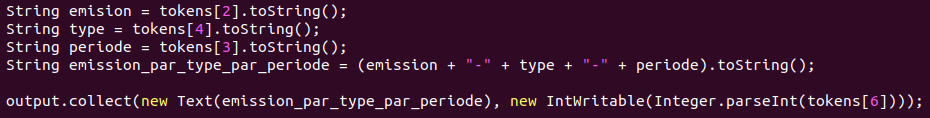 String emision = tokens[2].toString();
String type = tokens[4].toString();
String periode = tokens[3].toString();
String emission_par_type_par_periode = (emission + "-" + type + "-" + periode).toString();
output.collect(new Text(emission_par_type_par_periode), new IntWritable(Integer.parseInt(tokens[6])));